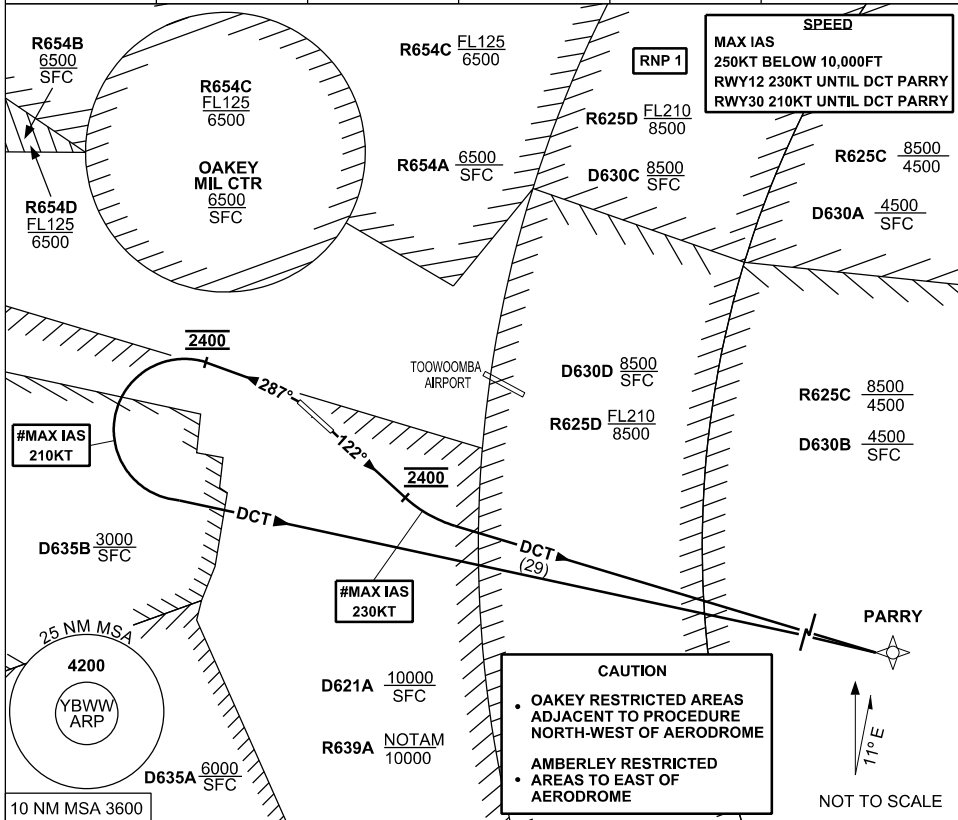 SPEED
MAX IAS
250KT BELOW 10,000FT
RWY12 230KT UNTIL DCT PARRY
RWY30 210KT UNTIL DCT PARRY
RNP 1
R654B
6500
SFC
R654C
FL125
6500
OAKEY
MIL CTR
6500
SFC
R654D
FL125
6500
R654C FL125
6500
R654A 6500
SFC
R625D FL210
8500
D630C 8500
SFC
R625C 8500
4500
D630A 4500
SFC
2400
287°
122°
2400
TOOWOOMBA
AIRPORT
D630D 8500
SFC
R625D FL210
8500
R625C 8500
4500
D630B 4500
SFC
#MAX IAS
210KT
DCT
DCT
(29)
#MAX IAS
230KT
D635B 3000
SFC
PARRY
25 NM MSA
4200
YBWW
ARP
10 NM MSA 3600
D635A 6000
SFC
D621A 10000
SFC
R639A NOTAM
10000
CAUTION
• OAKEY RESTRICTED AREAS
ADJACENT TO PROCEDURE
NORTH-WEST OF AERODROME
AMBERLEY RESTRICTED
• AREAS TO EAST OF
AERODROME
11° E
NOT TO SCALE